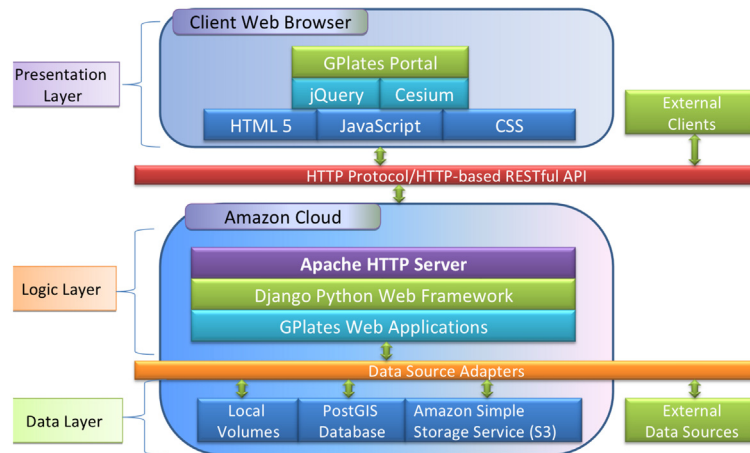 Client Web Browser
Presentation
Layer
GPlates Portal
jQuery
Cesium
HTML 5
JavaScript
CSS
External
Clients
HTTP Protocol/HTTP-based RESTful API
Amazon Cloud
Logic Layer
Apache HTTP Server
Django Python Web Framework
GPlates Web Applications
Data Source Adapters
Data Layer
Local
Volumes
PostGIS
Database
Amazon Simple
Storage Service (S3)
External
Data Sources